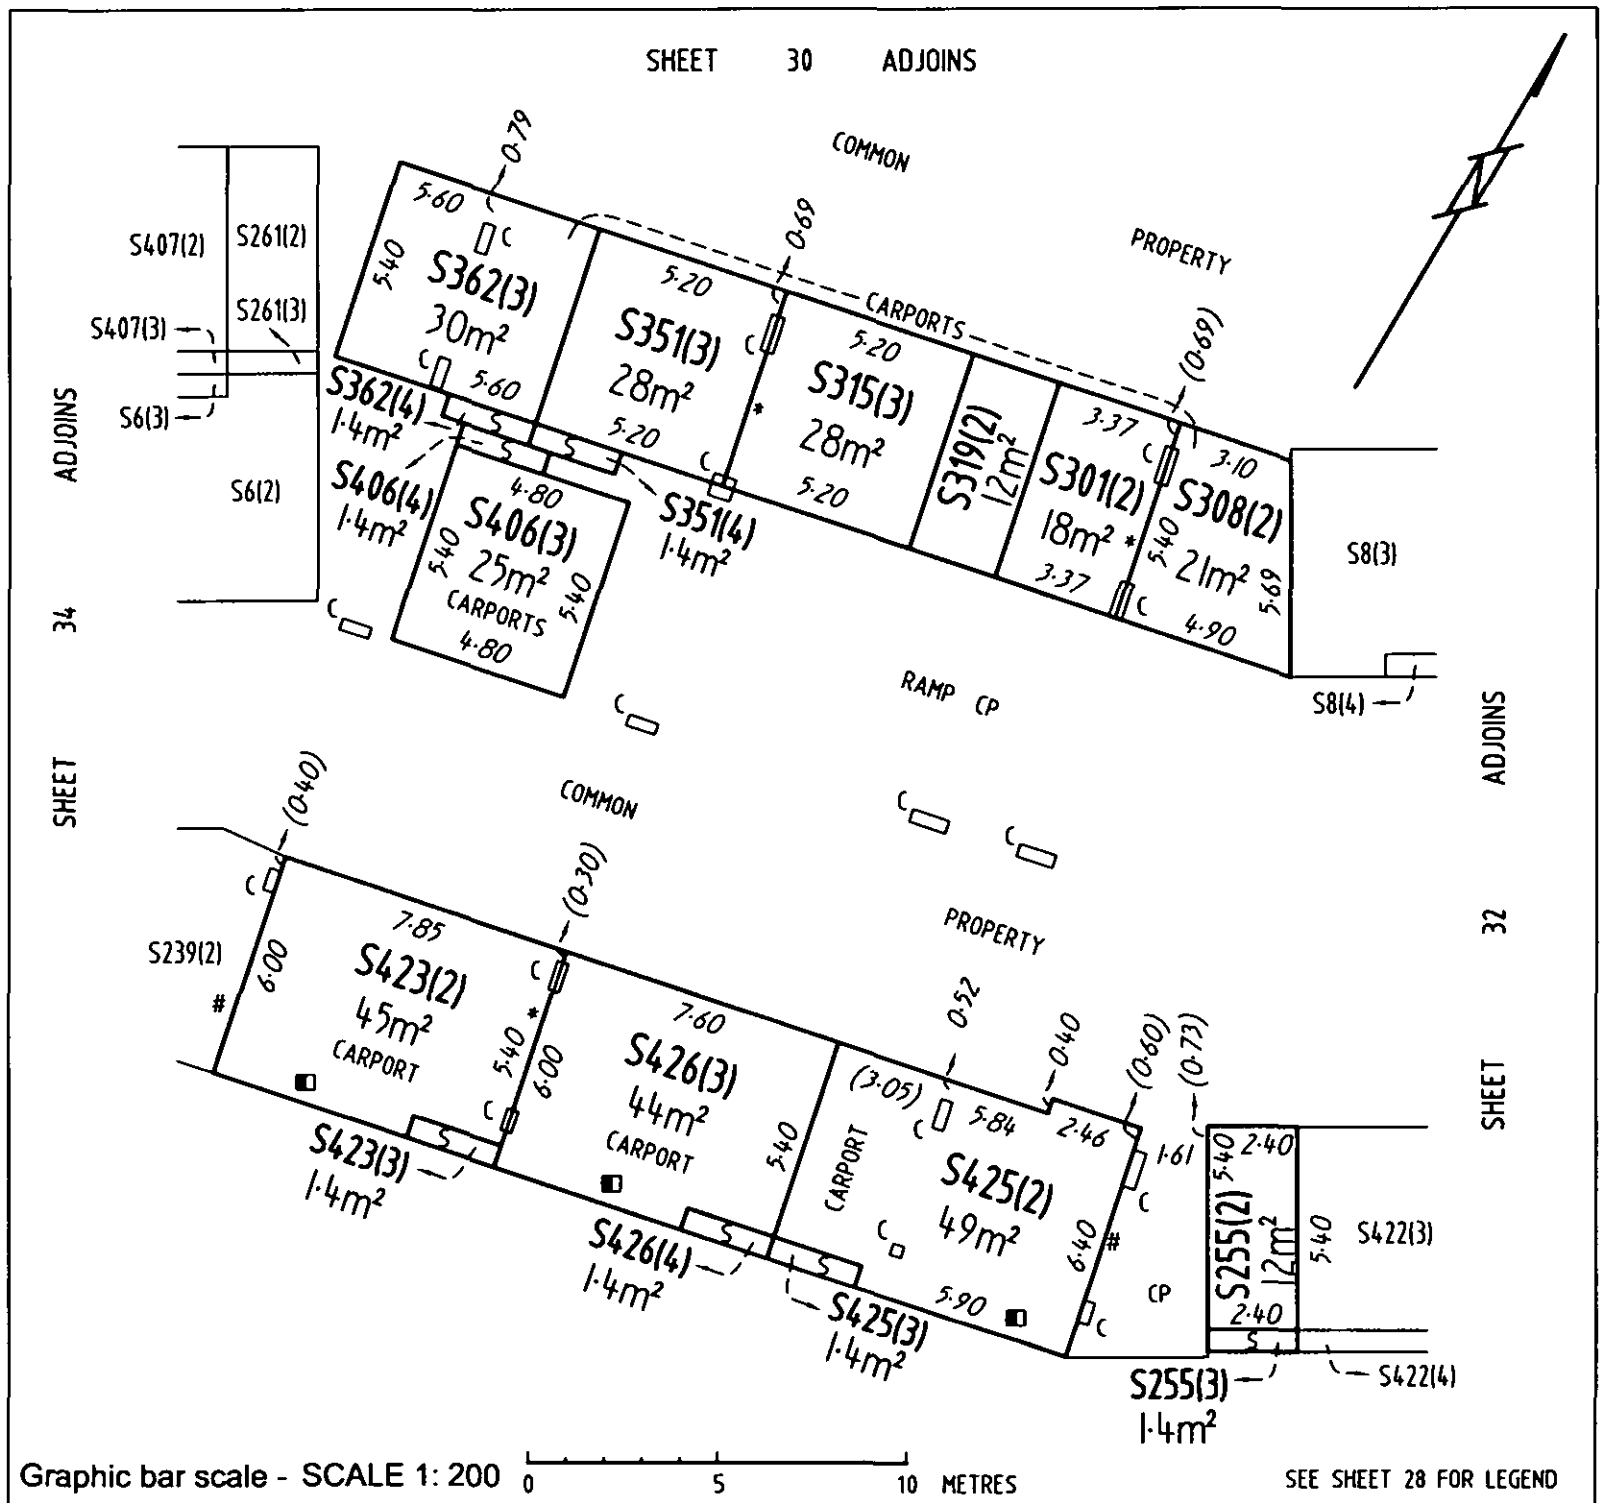 SHEET 30 ADJOINS
COMMON
PROPERTY
S407(2)
S261(2)
S407(3)
S261(3)
S6(3)
S6(2)
SHEET 34 ADJOINS
0·79
5·60
C
5·40
S362(3)
30m²
C
5·60
0·69
5·20
S351(3)
28m²
C
5·20
C
CARPORTS
5·20
S315(3)
28m²
*
5·20
S319(2)
12m²
(0·69)
3·37
C
S301(2)
18m²
*
3·37
3·10
S308(2)
5·40
21m²
5·69
C
4·90
S8(3)
S8(4)
S362(4)
1·4m²
S
S
S
S406(4)
1·4m²
S351(4)
1·4m²
4·80
S406(3)
5·40
25m²
5·40
CARPORTS
4·80
C
C
RAMP CP
COMMON
C
C
PROPERTY
SHEET 32 ADJOINS
(0·40)
C
S239(2)
#
6·00
7·85
S423(2)
45m²
CARPORT
(0·30)
C
*
5·40
6·00
C
S
S423(3)
1·4m²
7·60
S426(3)
44m²
CARPORT
5·40
S
S426(4)
1·4m²
(3·05)
CARPORT
0·52
C
5·84
0·40
2·46
(0·60)
S425(2)
49m²
C
6·40
#
5·90
C
C
S
S425(3)
1·4m²
(0·73)
1·61
CP
5·40
2·40
S255(2)
12m²
5·40
2·40
S
S422(3)
S422(4)
S255(3)
1·4m²
Graphic bar scale - SCALE 1: 200
0 5 10 METRES
SEE SHEET 28 FOR LEGEND
N